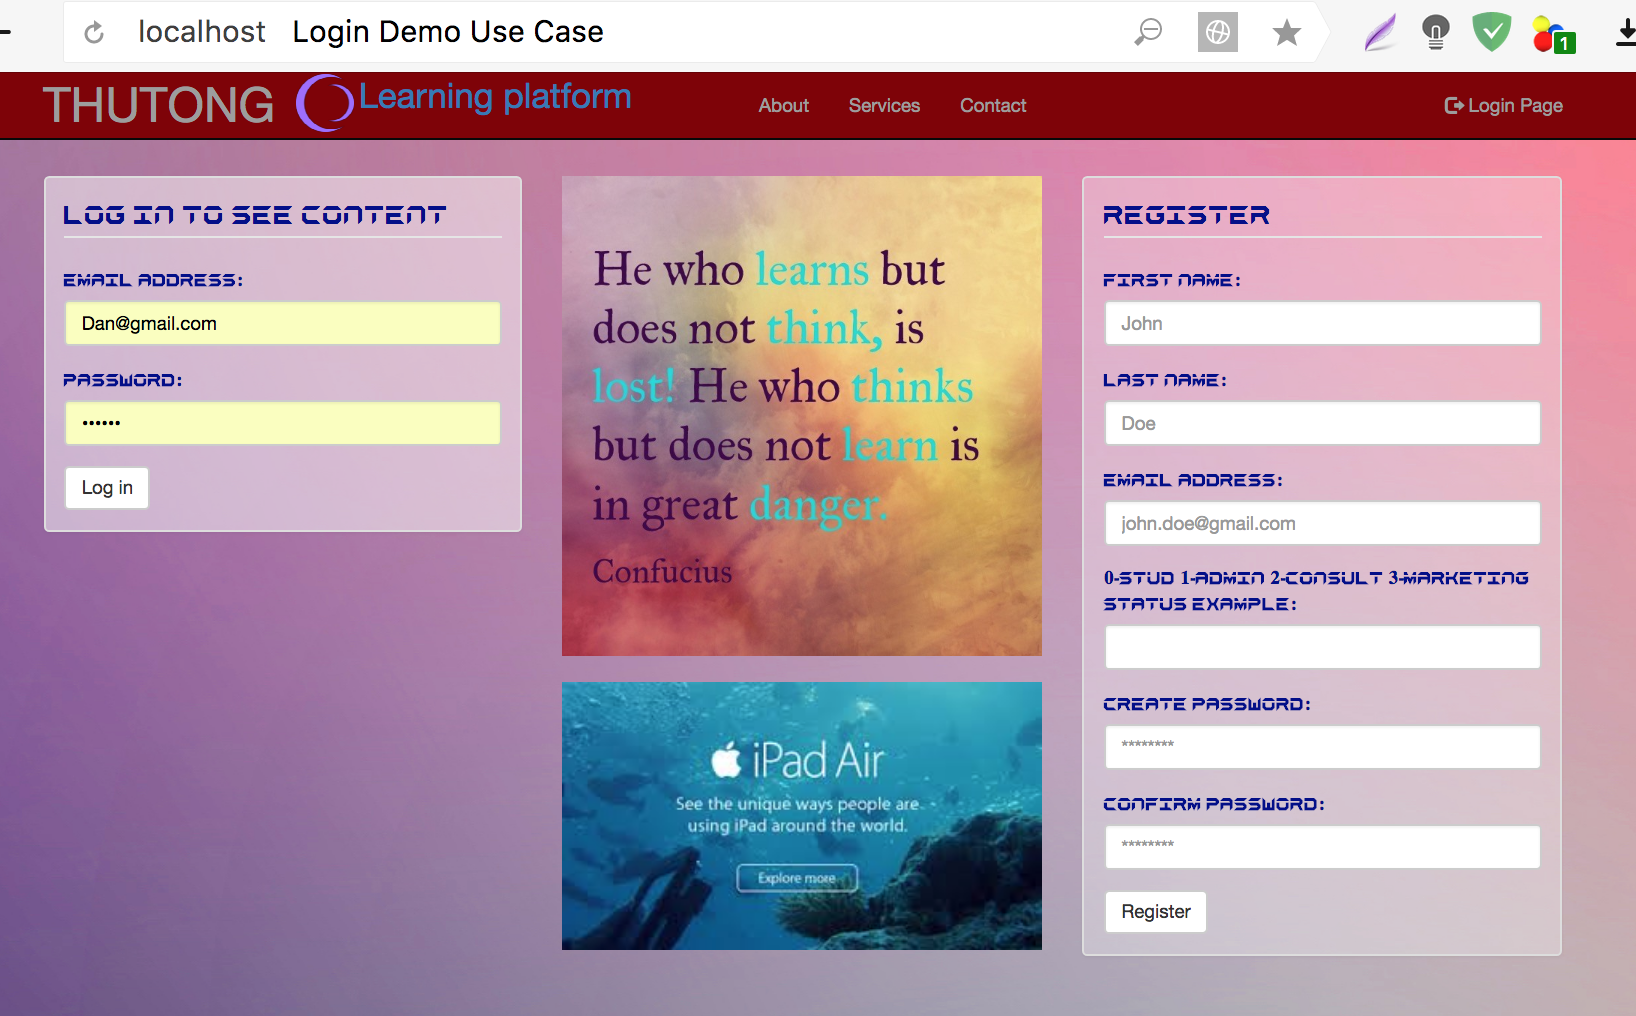 localhost Login Demo Use Case
1
THUTONG Learning platform About Services Contact Login Page
LOG IN TO SEE CONTENT
EMAIL ADDRESS:
Dan@gmail.com
PASSWORD:
••••••
Log in
He who learns but
does not think, is
lost! He who thinks
but does not learn is
in great danger.
Confucius
iPad Air
See the unique ways people are
using iPad around the world.
Explore more
REGISTER
FIRST NAME:
John
LAST NAME:
Doe
EMAIL ADDRESS:
john.doe@gmail.com
0-STUD 1-ADMIN 2-CONSULT 3-MARKETING
STATUS EXAMPLE:
CREATE PASSWORD:
********
CONFIRM PASSWORD:
********
Register